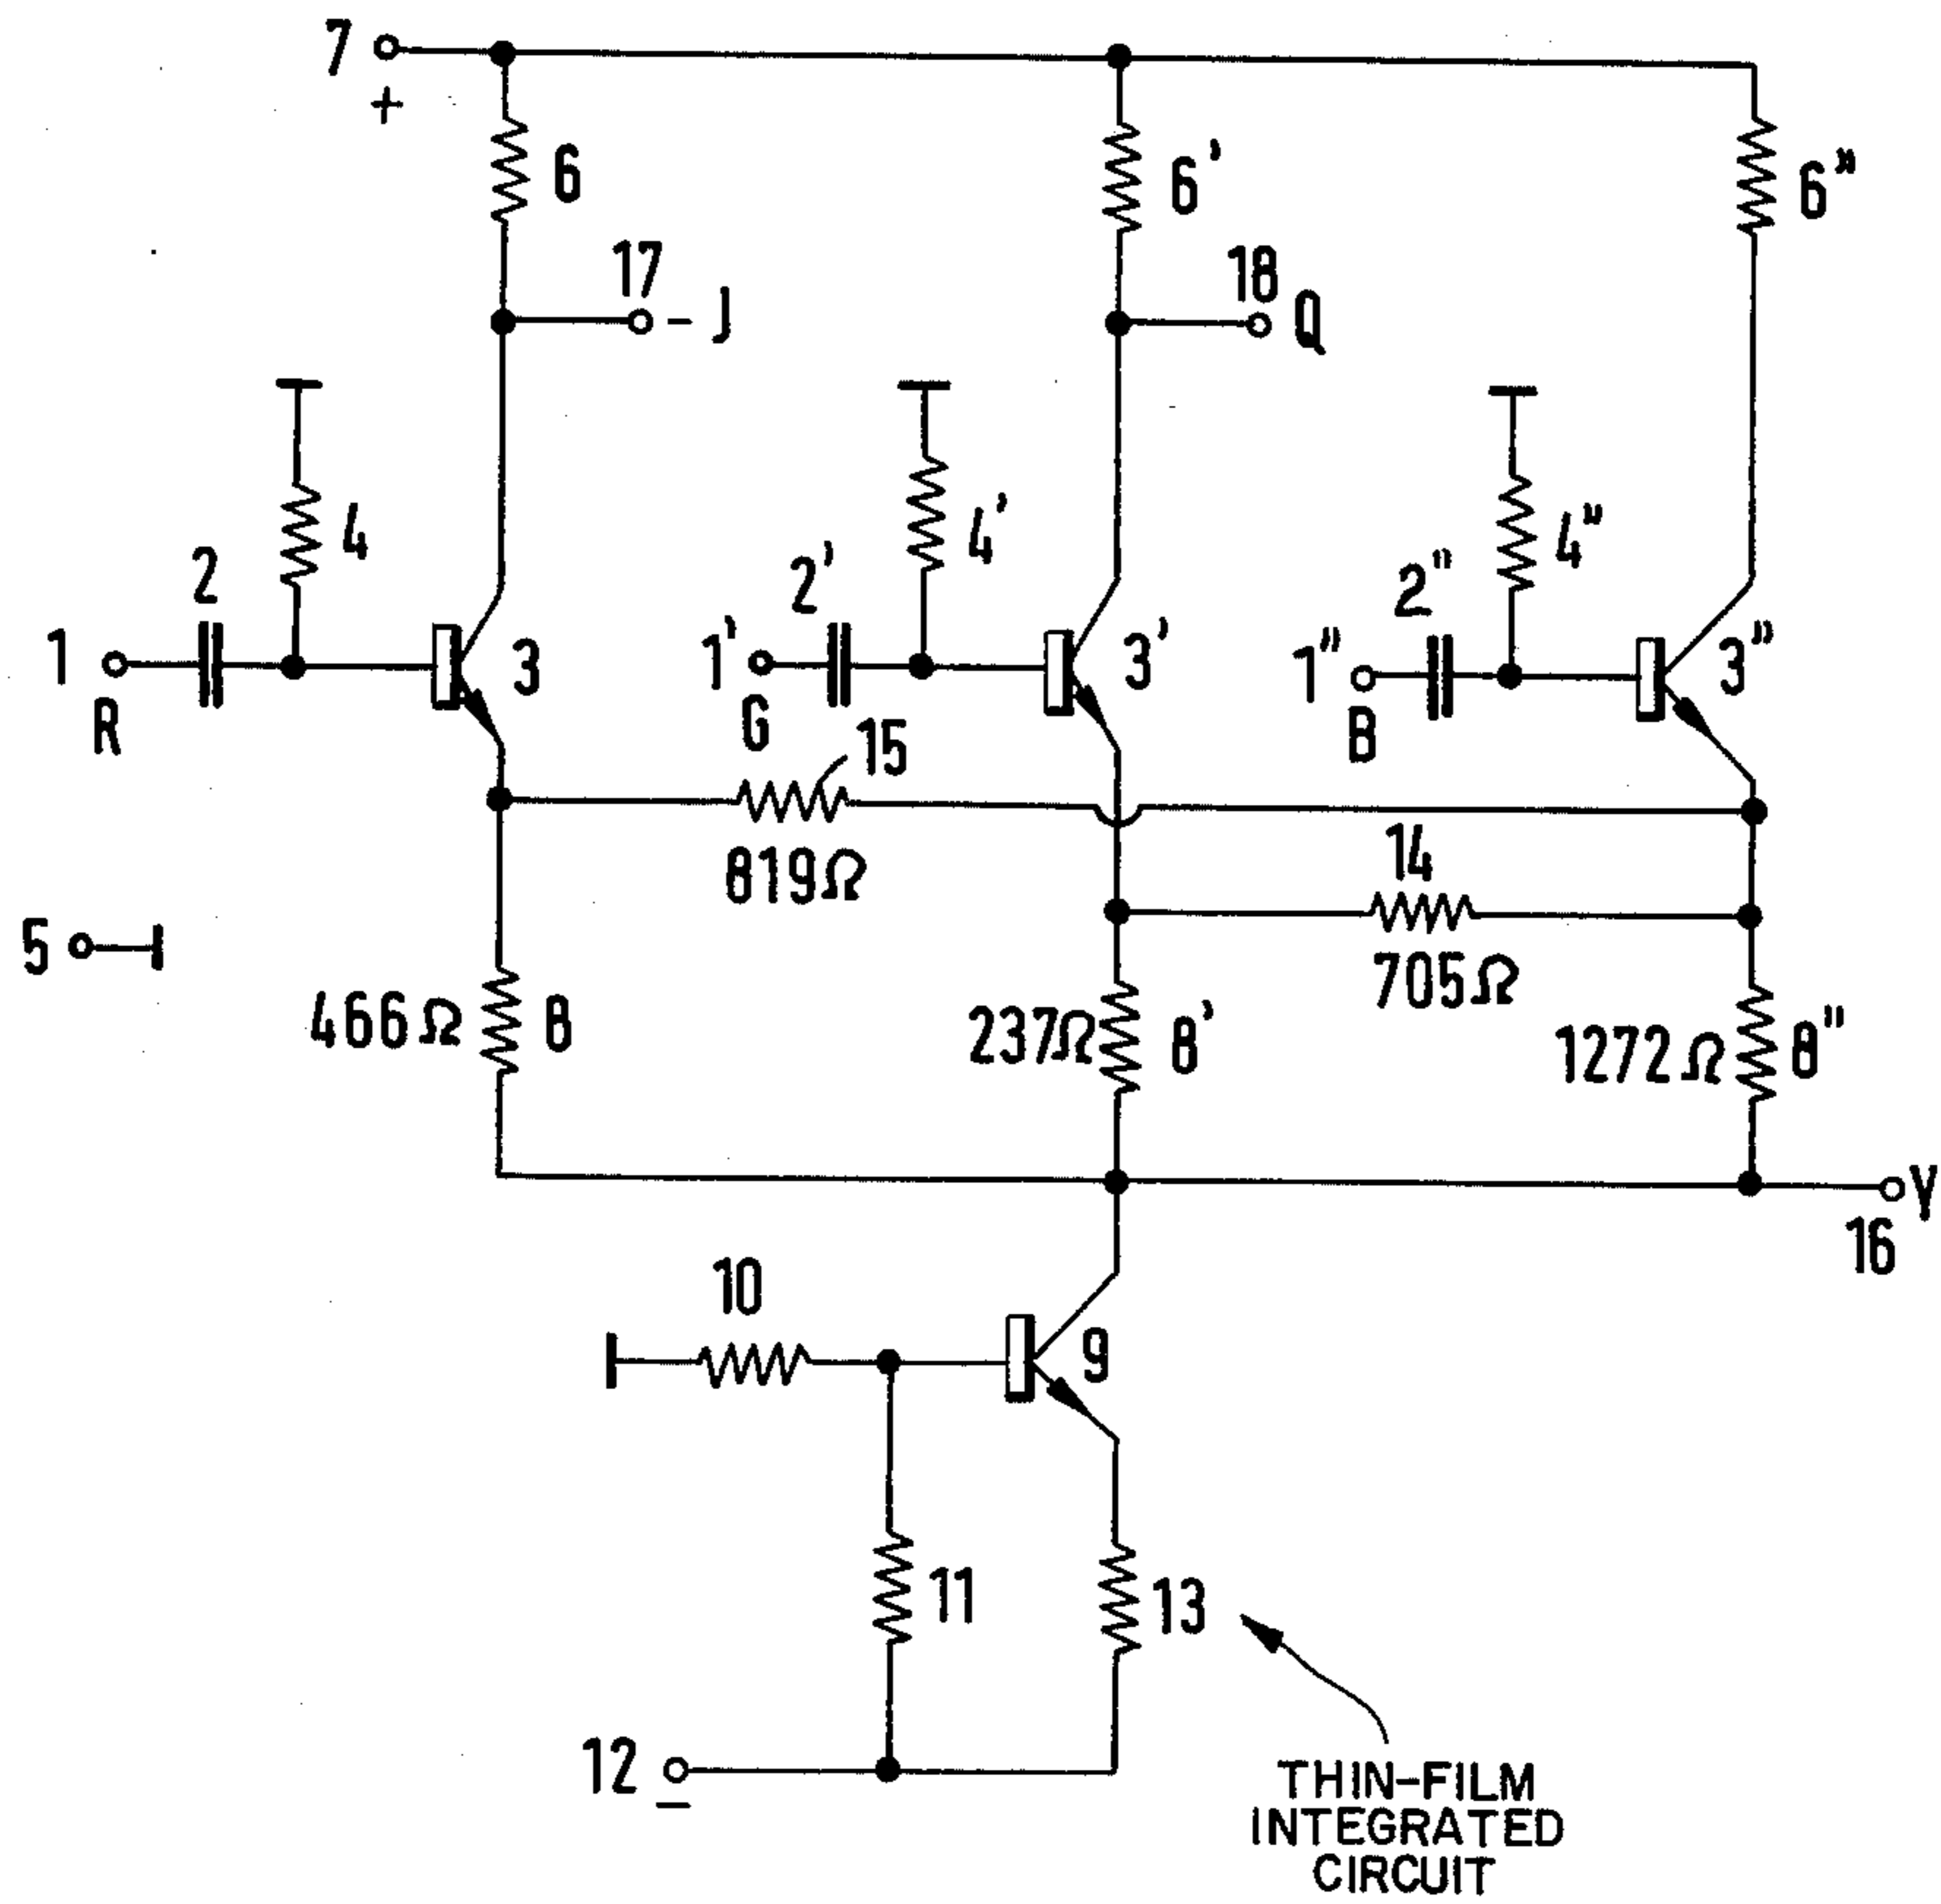 7
+
6
6'
6"
17
- J
18
Q
4
4'
4"
2
2'
2"
1
R
3
1'
G
3'
1"
B
3"
15
819Ω
14
705Ω
5
466Ω
8
237Ω
8'
1272Ω
8"
Y
16
10
9
11
13
12
-
THIN-FILM
INTEGRATED
CIRCUIT